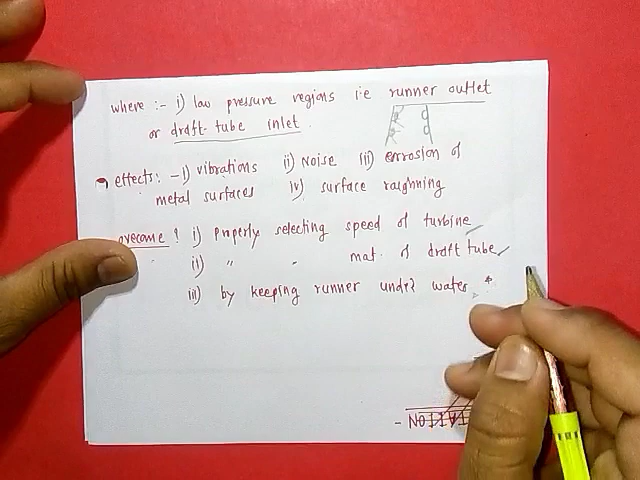 where :- i) low pressure regions i.e runner outlet
or draft-tube inlet.
effects: - i) vibrations ii) Noise iii) corrosion of
metal surfaces iv) surface roughning
overcome : i) Properly selecting speed of turbine
ii) " " mat. of draft tube
iii) by keeping runner under water